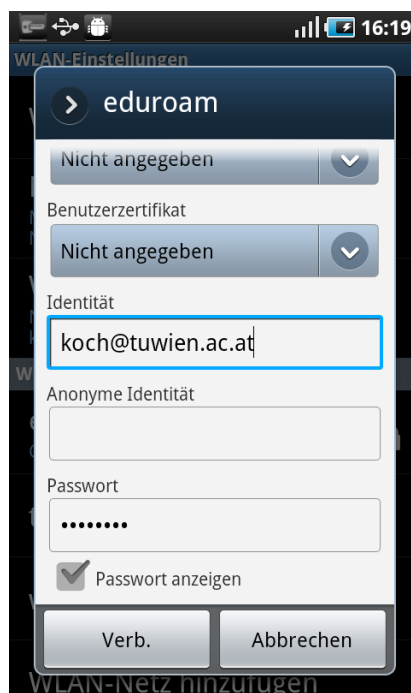 16:19
WLAN-Einstellungen
eduroam
Nicht angegeben
Benutzerzertifikat
Nicht angegeben
Identität
koch@tuwien.ac.at
Anonyme Identität
Passwort
••••••••
Passwort anzeigen
Verb.
Abbrechen
WLAN-Netz hinzufügen